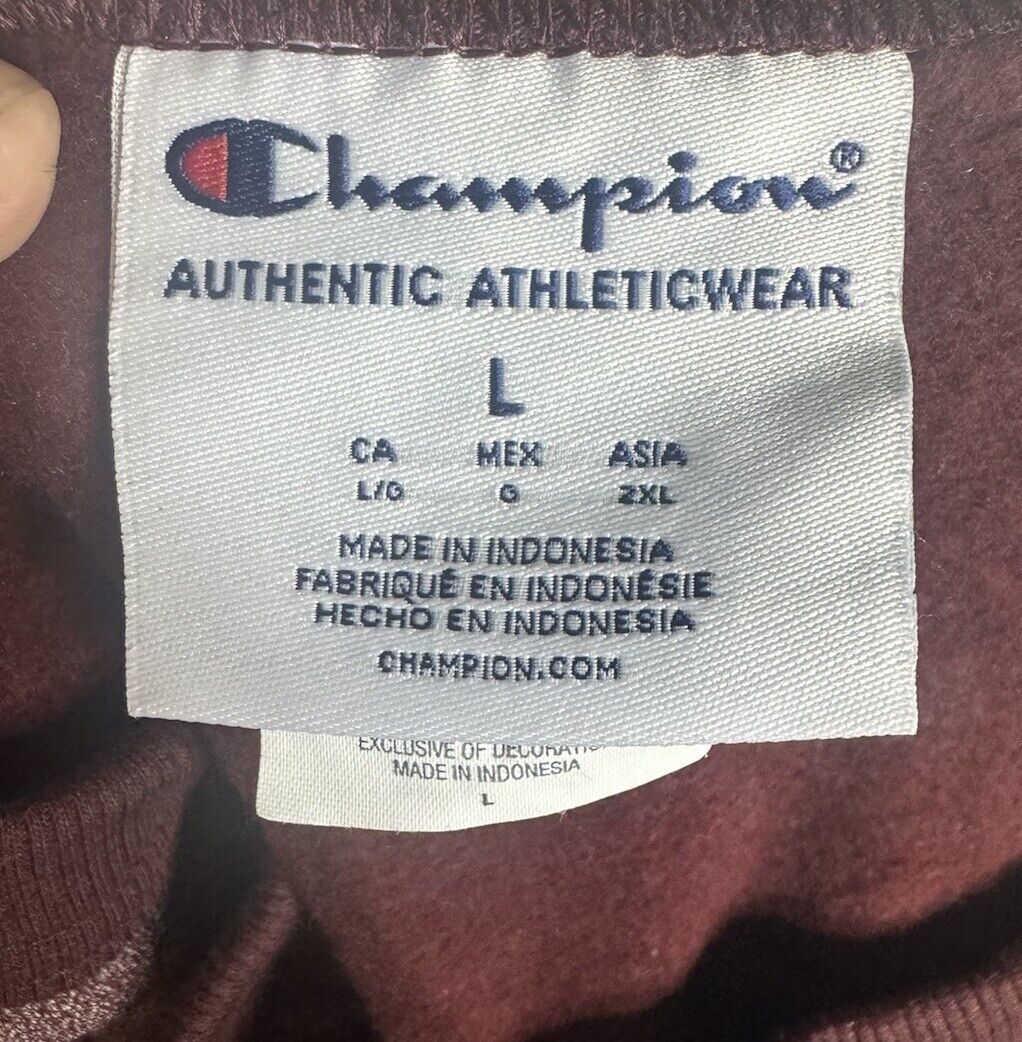 Champion®
AUTHENTIC ATHLETICWEAR
L
CA MEX ASIA
L/G G 2XL
MADE IN INDONESIA
FABRIQUÉ EN INDONÉSIE
HECHO EN INDONESIA
CHAMPION.COM
EXCLUSIVE OF
MADE IN INDONESIA
L